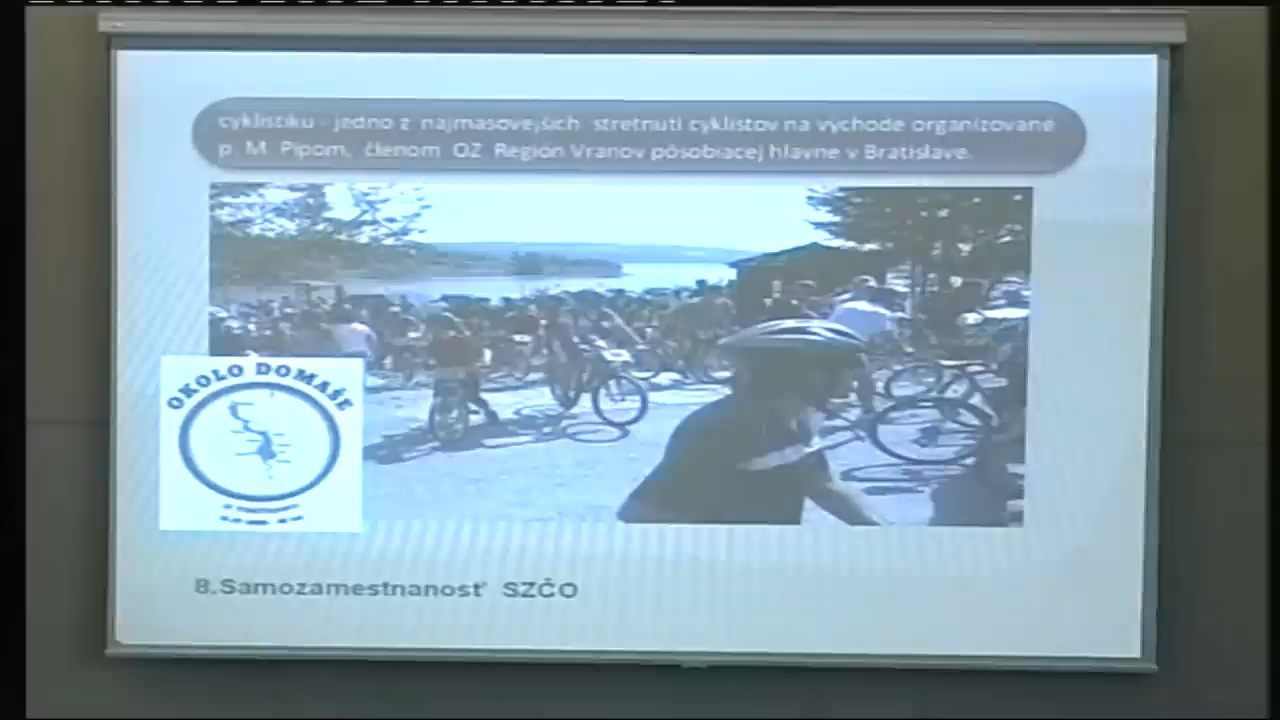 cyklistiku - jedno z najmasovejších stretnutí cyklistov na východe organizované
p. M. Pipom, členom OZ Región Vranov pôsobiacej hlavne v Bratislave.
OKOLO DOMAŠE
8.Samozamestnanosť SZČO